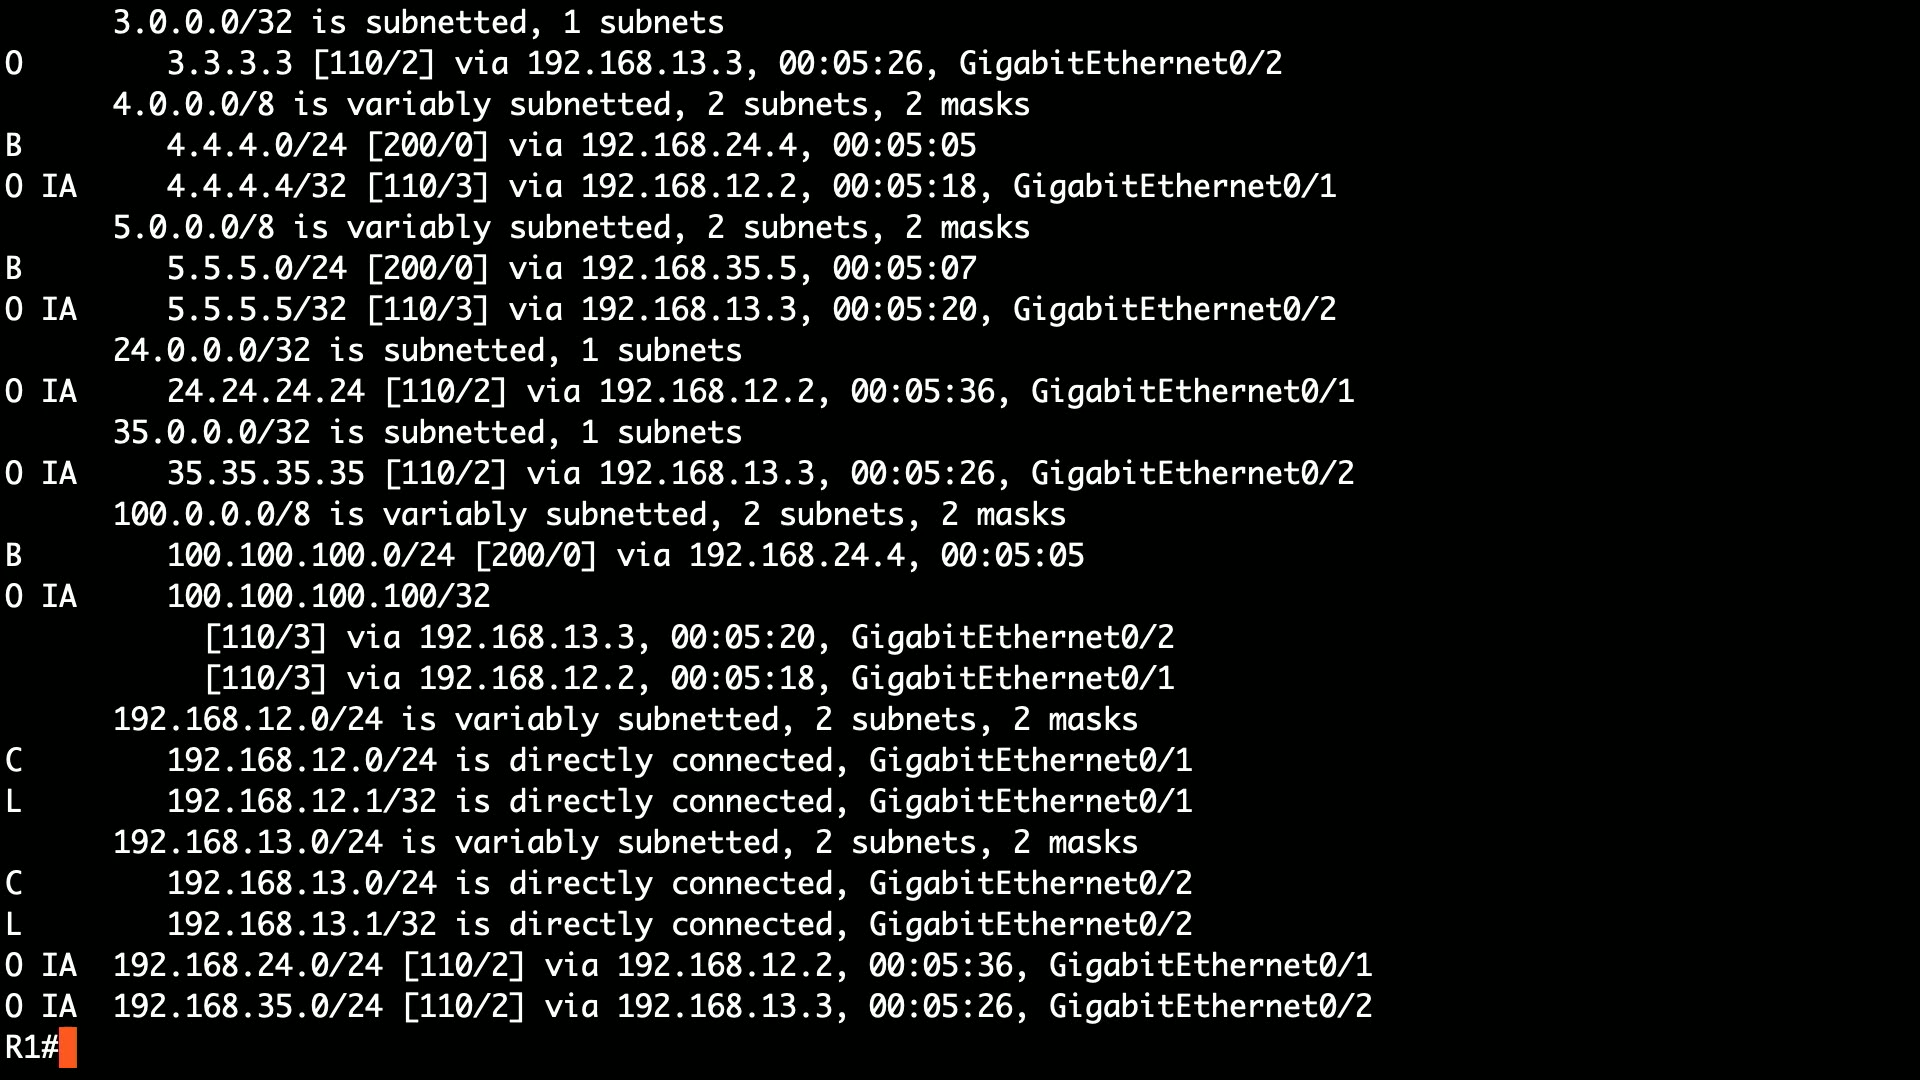 3.0.0.0/32 is subnetted, 1 subnets
O        3.3.3.3 [110/2] via 192.168.13.3, 00:05:26, GigabitEthernet0/2
      4.0.0.0/8 is variably subnetted, 2 subnets, 2 masks
B        4.4.4.0/24 [200/0] via 192.168.24.4, 00:05:05
O IA     4.4.4.4/32 [110/3] via 192.168.12.2, 00:05:18, GigabitEthernet0/1
      5.0.0.0/8 is variably subnetted, 2 subnets, 2 masks
B        5.5.5.0/24 [200/0] via 192.168.35.5, 00:05:07
O IA     5.5.5.5/32 [110/3] via 192.168.13.3, 00:05:20, GigabitEthernet0/2
      24.0.0.0/32 is subnetted, 1 subnets
O IA     24.24.24.24 [110/2] via 192.168.12.2, 00:05:36, GigabitEthernet0/1
      35.0.0.0/32 is subnetted, 1 subnets
O IA     35.35.35.35 [110/2] via 192.168.13.3, 00:05:26, GigabitEthernet0/2
      100.0.0.0/8 is variably subnetted, 2 subnets, 2 masks
B        100.100.100.0/24 [200/0] via 192.168.24.4, 00:05:05
O IA     100.100.100.100/32
           [110/3] via 192.168.13.3, 00:05:20, GigabitEthernet0/2
           [110/3] via 192.168.12.2, 00:05:18, GigabitEthernet0/1
      192.168.12.0/24 is variably subnetted, 2 subnets, 2 masks
C        192.168.12.0/24 is directly connected, GigabitEthernet0/1
L        192.168.12.1/32 is directly connected, GigabitEthernet0/1
      192.168.13.0/24 is variably subnetted, 2 subnets, 2 masks
C        192.168.13.0/24 is directly connected, GigabitEthernet0/2
L        192.168.13.1/32 is directly connected, GigabitEthernet0/2
O IA  192.168.24.0/24 [110/2] via 192.168.12.2, 00:05:36, GigabitEthernet0/1
O IA  192.168.35.0/24 [110/2] via 192.168.13.3, 00:05:26, GigabitEthernet0/2
R1#